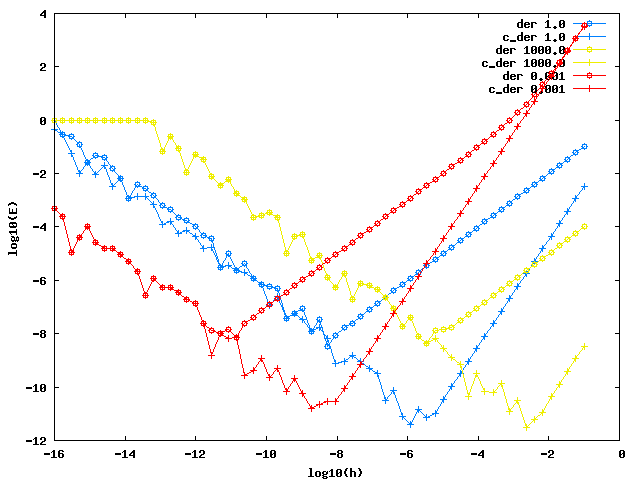 4
2
0
-2
-4
-6
-8
-10
-12
-16
-14
-12
-10
-8
-6
-4
-2
0
log10(E)
log10(h)
der 1.0
c_der 1.0
der 1000.0
c_der 1000.0
der 0.001
c_der 0.001